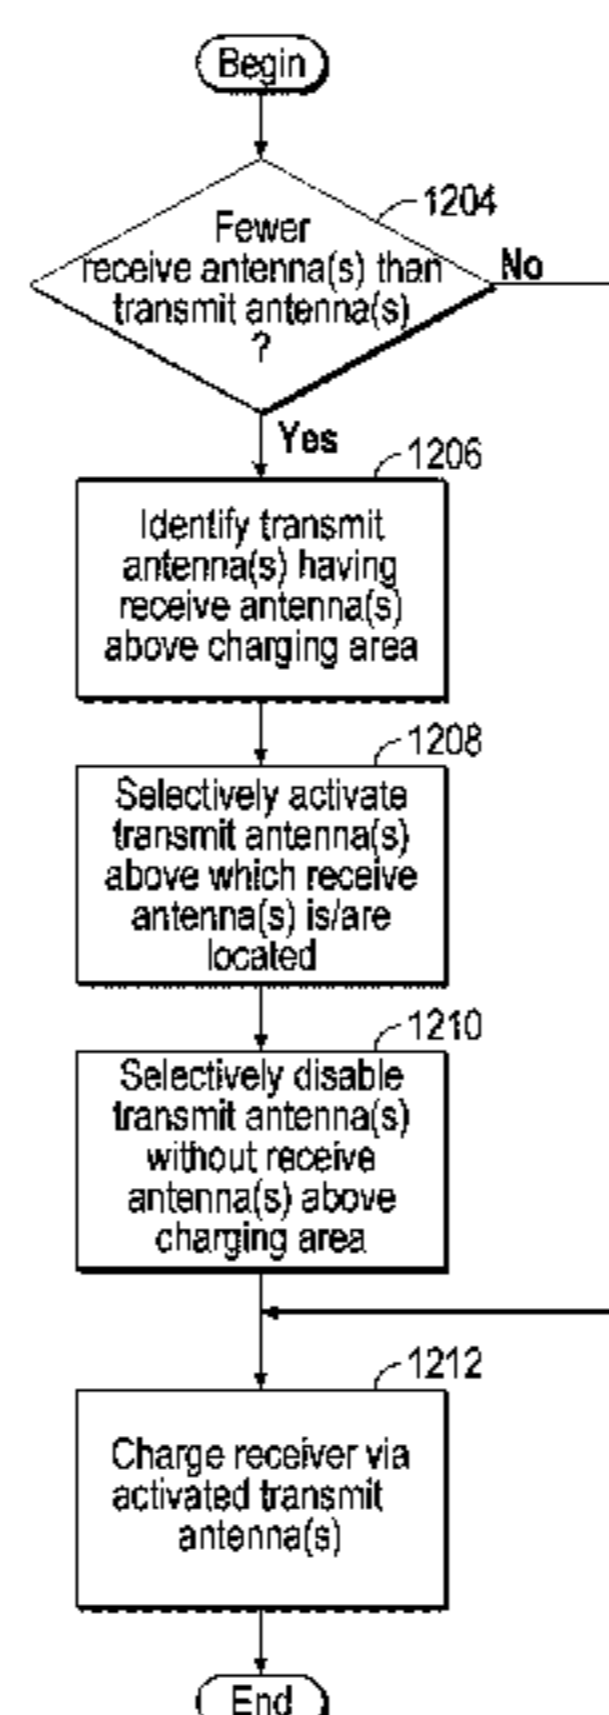 Begin
1204
Fewer
receive antenna(s) than
transmit antenna(s)
?
No
Yes
1206
Identify transmit
antenna(s) having
receive antenna(s)
above charging area
1208
Selectively activate
transmit antenna(s)
above which receive
antenna(s) is/are
located
1210
Selectively disable
transmit antenna(s)
without receive
antenna(s) above
charging area
1212
Charge receiver via
activated transmit
antenna(s)
End